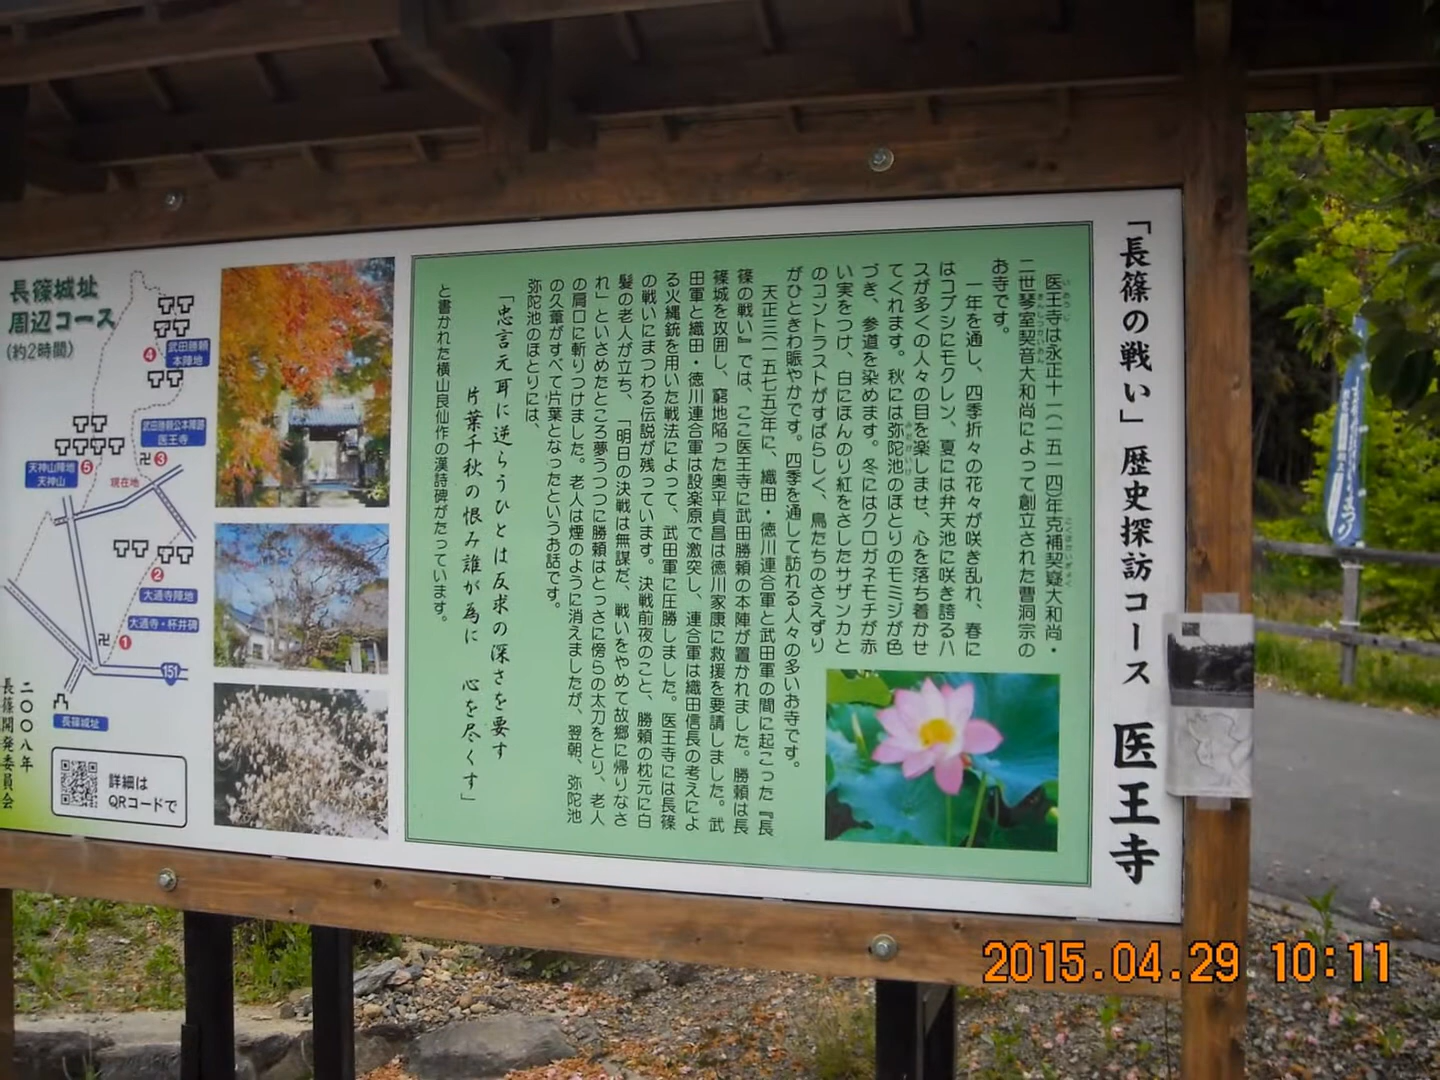 「長篠の戦い」歴史探訪コース 医王寺
医王寺は永正十一(一五一四)年克補契嶷大和尚・
二世琴室契音大和尚によって創立された曹洞宗の
お寺です。
一年を通し、四季折々の花々が咲き乱れ、春に
はコブシにモクレン、夏には弁天池に咲き誇るハ
スが多くの人々の目を楽しませ、心を落ち着かせ
てくれます。秋には弥陀池のほとりのモミジが色
づき、参道を染めます。冬にはクロガネモチが赤
い実をつけ、白にほんのり紅をさしたサザンカと
のコントラストがすばらしく、鳥たちのさえずり
がひときわ賑やかです。四季を通して訪れる人々の多いお寺です。
天正三(一五七五)年に、織田・徳川連合軍と武田軍の間に起こった『長
篠の戦い』では、ここ医王寺に武田勝頼の本陣が置かれました。勝頼は長
篠城を攻囲し、窮地陥った奥平貞昌は徳川家康に救援を要請しました。武
田軍と織田・徳川連合軍は設楽原で激突し、連合軍は織田信長の考えによ
る火縄銃を用いた戦法によって、武田軍に圧勝しました。医王寺には長篠
の戦いにまつわる伝説が残っています。決戦前夜のこと、勝頼の枕元に白
髪の老人が立ち、「明日の決戦は無謀だ、戦いをやめて故郷に帰りなさ
れ」といさめたところ夢うつつに勝頼はとっさに傍らの太刀をとり、老人
の肩口に斬りつけました。老人は煙のように消えましたが、翌朝、弥陀池
の久葦がすべて片葉となったというお話です。
弥陀池のほとりには、
「忠言元耳に逆らうひとは反求の深さを要す
片葉千秋の恨み誰が為に 心を尽くす」
と書かれた横山良仙作の漢詩碑がたっています。
長篠城址
周辺コース
(約2時間)
武田勝頼
本陣地
4
武田勝頼公本陣跡
医王寺
3
天神山陣地
天神山
5
現在地
2
大通寺陣地
大通寺・杯井碑
1
151
長篠城址
詳細は
QRコードで
二〇〇八年
長篠開発委員会
2015.04.29 10:11